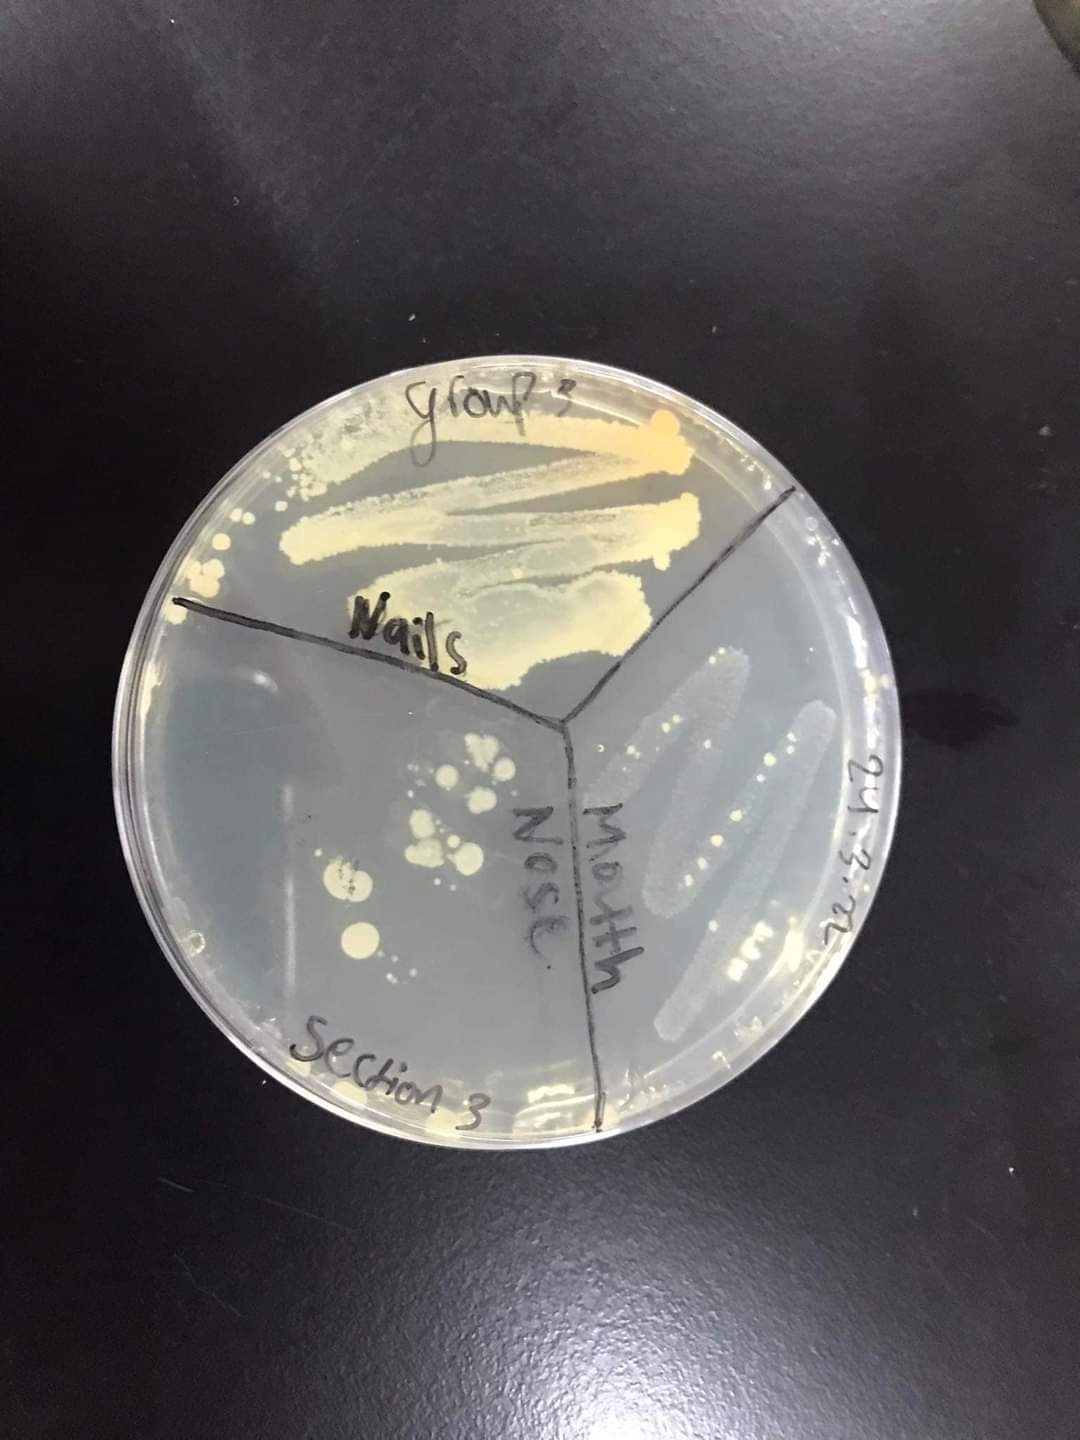 group 3
Nails
Mouth
Nose
Section 3
24.3.22